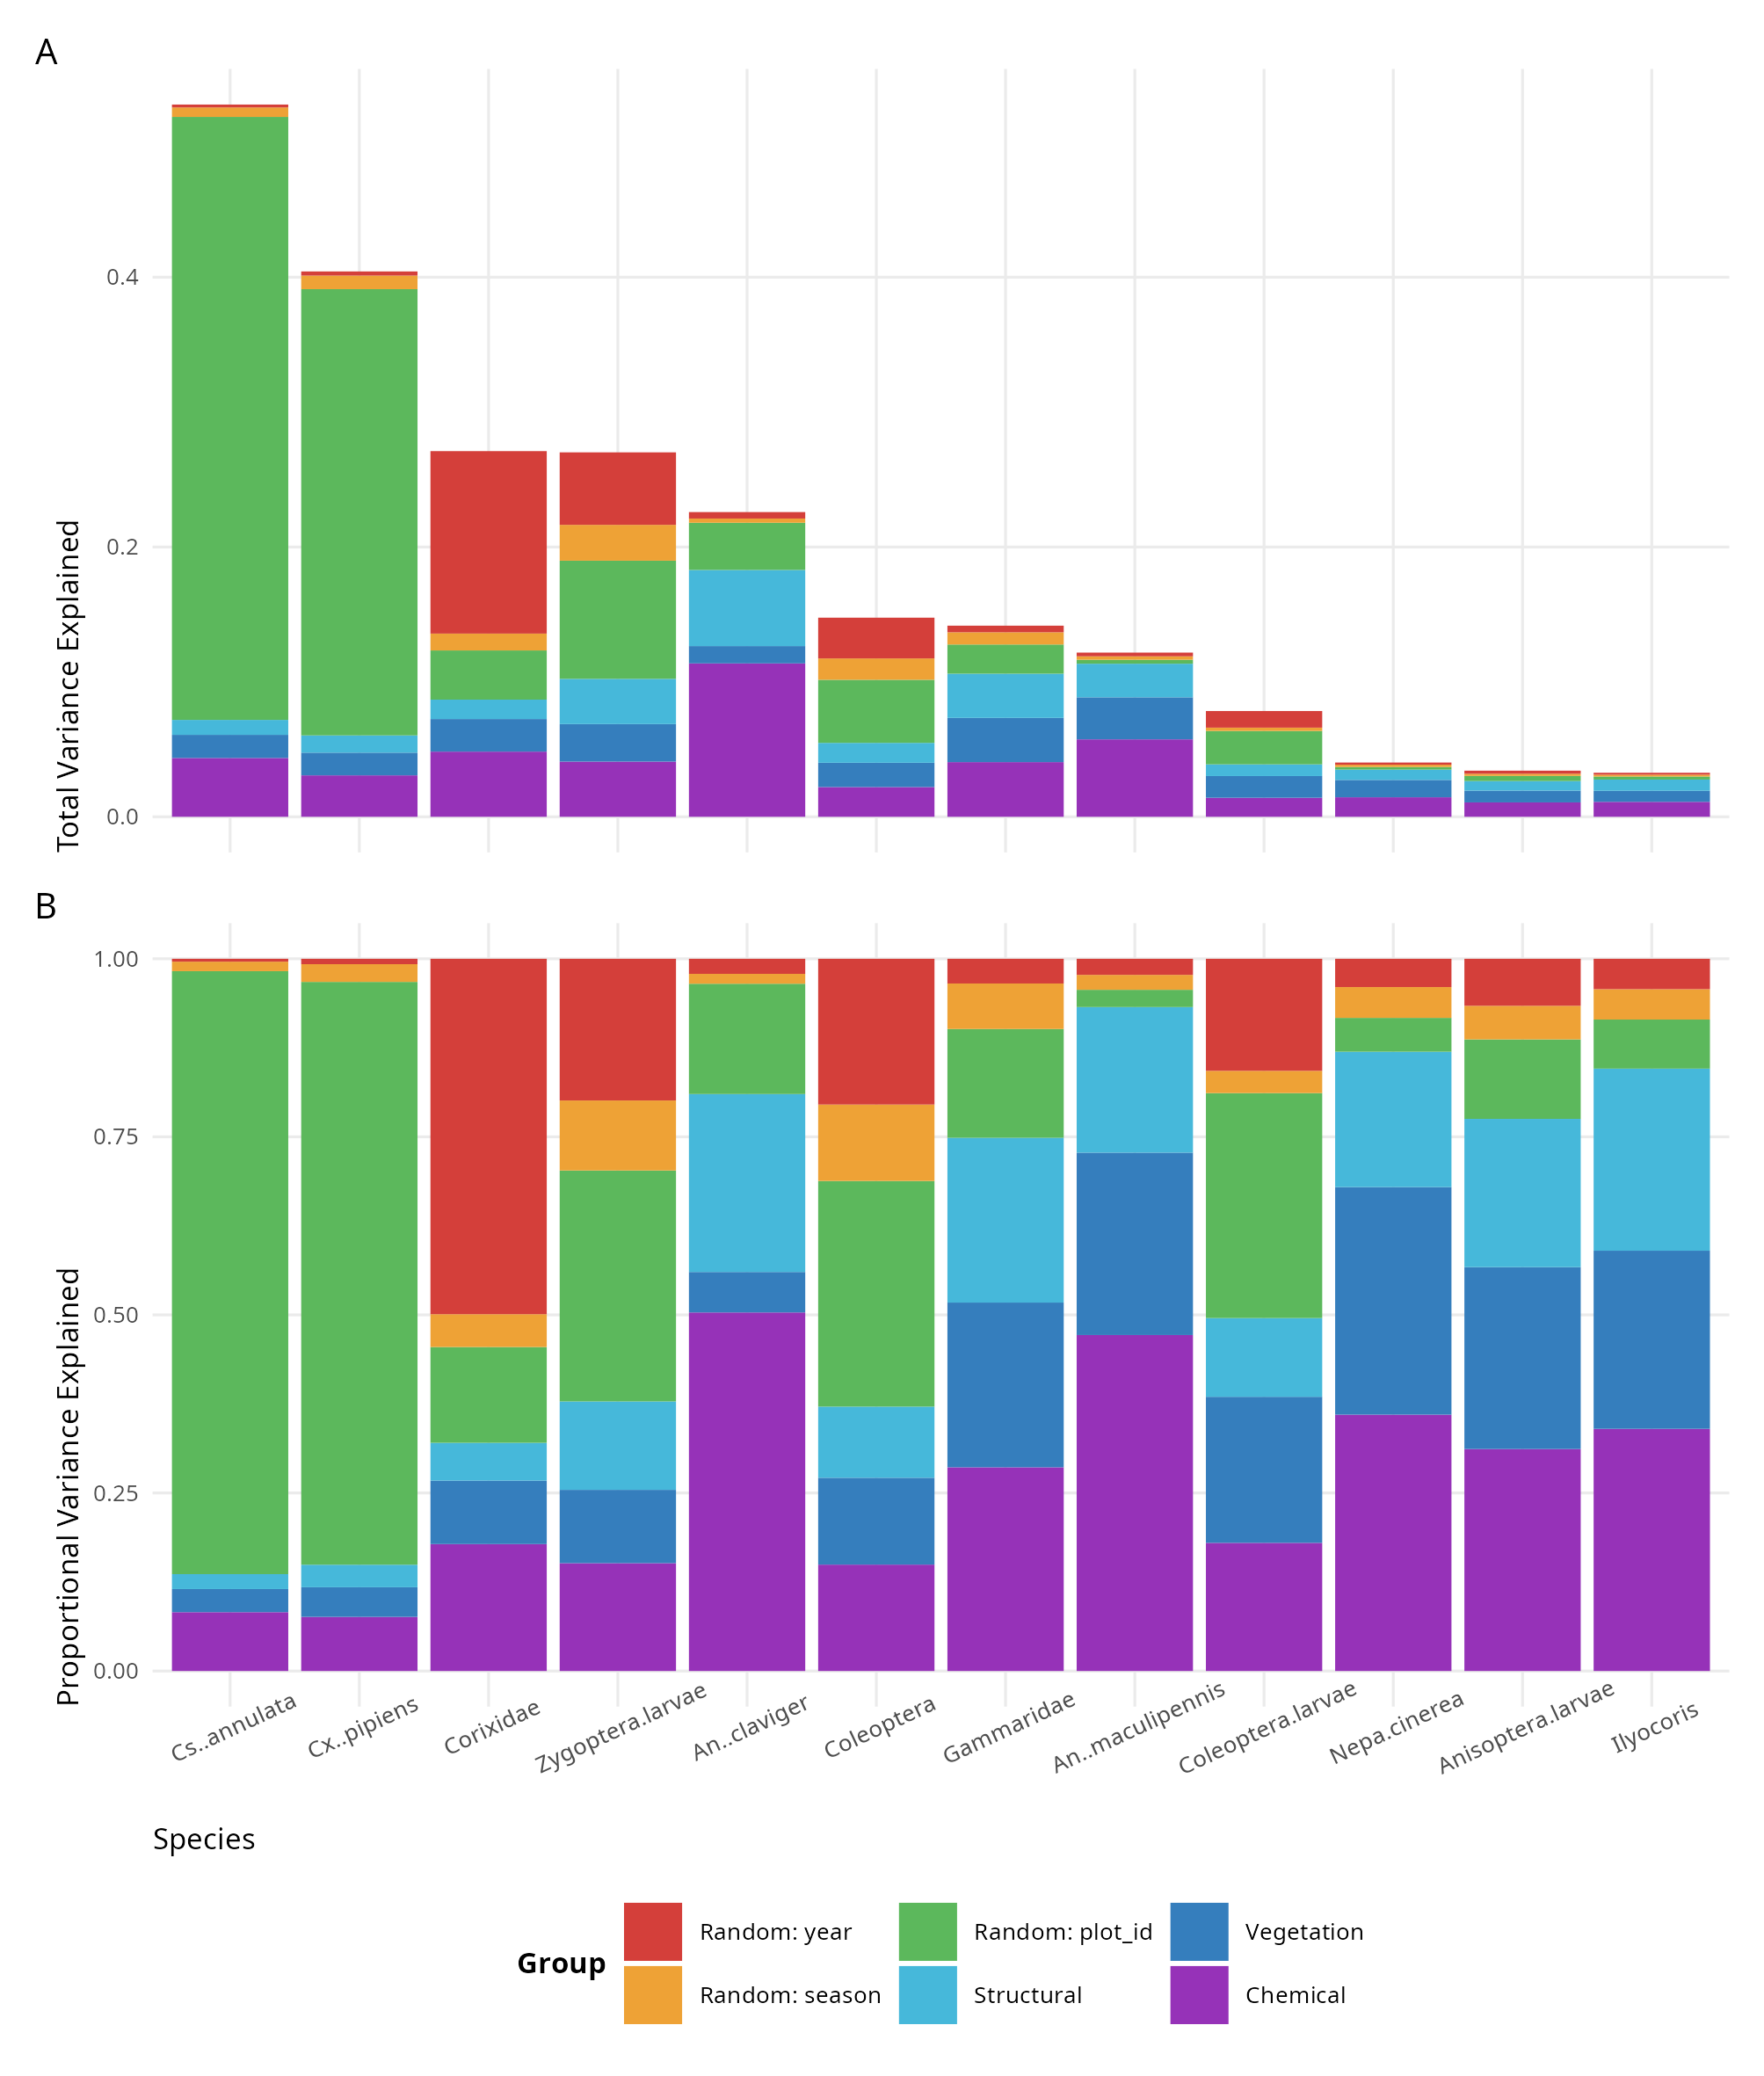 A
Total Variance Explained
0.4
0.2
0.0
B
Proportional Variance Explained
1.00
0.75
0.50
0.25
0.00
Cs..annulata
Cx..pipiens
Corixidae
Zygoptera.larvae
An..claviger
Coleoptera
Gammaridae
An..maculipennis
Coleoptera.larvae
Nepa.cinerea
Anisoptera.larvae
Ilyocoris
Species
Group
Random: year
Random: plot_id
Vegetation
Random: season
Structural
Chemical